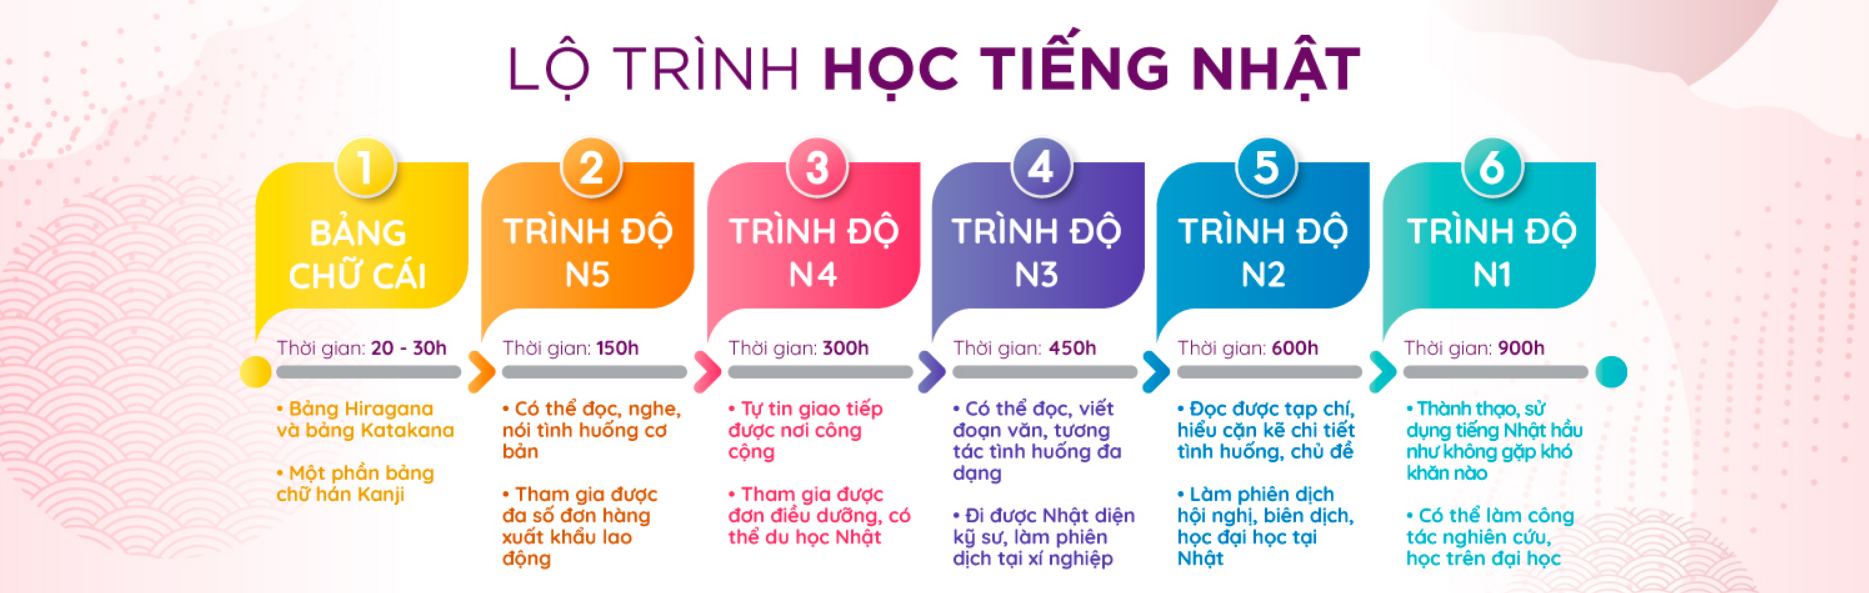 LỘ TRÌNH HỌC TIẾNG NHẬT
1
BẢNG
CHỮ CÁI
Thời gian: 20 - 30h
• Bảng Hiragana
và bảng Katakana
• Một phần bảng
chữ hán Kanji
2
TRÌNH ĐỘ
N5
Thời gian: 150h
• Có thể đọc, nghe,
nói tình huống cơ
bản
• Tham gia được
đa số đơn hàng
xuất khẩu lao
động
3
TRÌNH ĐỘ
N4
Thời gian: 300h
• Tự tin giao tiếp
được nơi công
cộng
• Tham gia được
đơn điều dưỡng, có
thể du học Nhật
4
TRÌNH ĐỘ
N3
Thời gian: 450h
• Có thể đọc, viết
đoạn văn, tương
tác tình huống đa
dạng
• Đi được Nhật diện
kỹ sư, làm phiên
dịch tại xí nghiệp
5
TRÌNH ĐỘ
N2
Thời gian: 600h
• Đọc được tạp chí,
hiểu cặn kẽ chi tiết
tình huống, chủ đề
• Làm phiên dịch
hội nghị, biên dịch,
học đại học tại
Nhật
6
TRÌNH ĐỘ
N1
Thời gian: 900h
• Thành thạo, sử
dụng tiếng Nhật hầu
như không gặp khó
khăn nào
• Có thể làm công
tác nghiên cứu,
học trên đại học